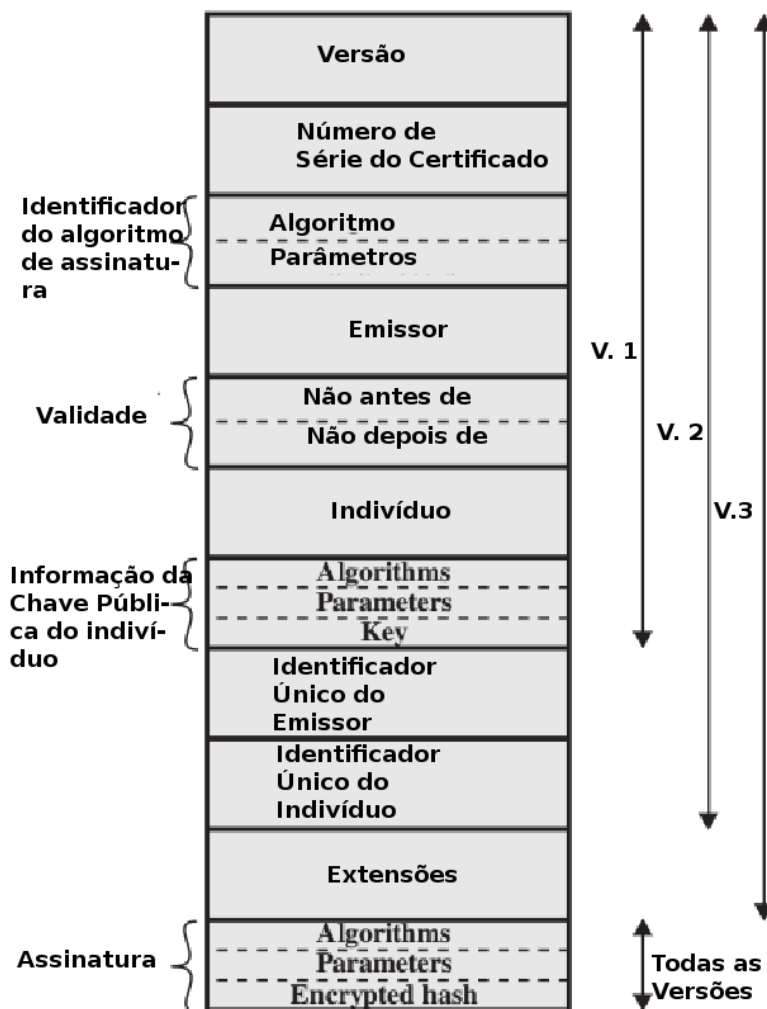 Versão
Número de
Série do Certificado
Identificador
do algoritmo
de assinatu-
ra
Algoritmo
Parâmetros
Emissor
V. 1
Validade
Não antes de
Não depois de
V. 2
Indivíduo
V.3
Informação da
Chave Públi-
ca do indiví-
duo
Algorithms
Parameters
Key
Identificador
Único do
Emissor
Identificador
Único do
Indivíduo
Extensões
Assinatura
Algorithms
Parameters
Encrypted hash
Todas as
Versões